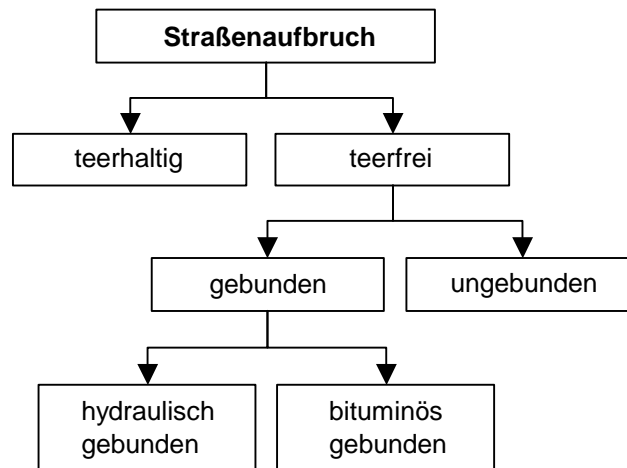 Straßenaufbruch
teerhaltig
teerfrei
gebunden
ungebunden
hydraulisch
gebunden
bituminös
gebunden